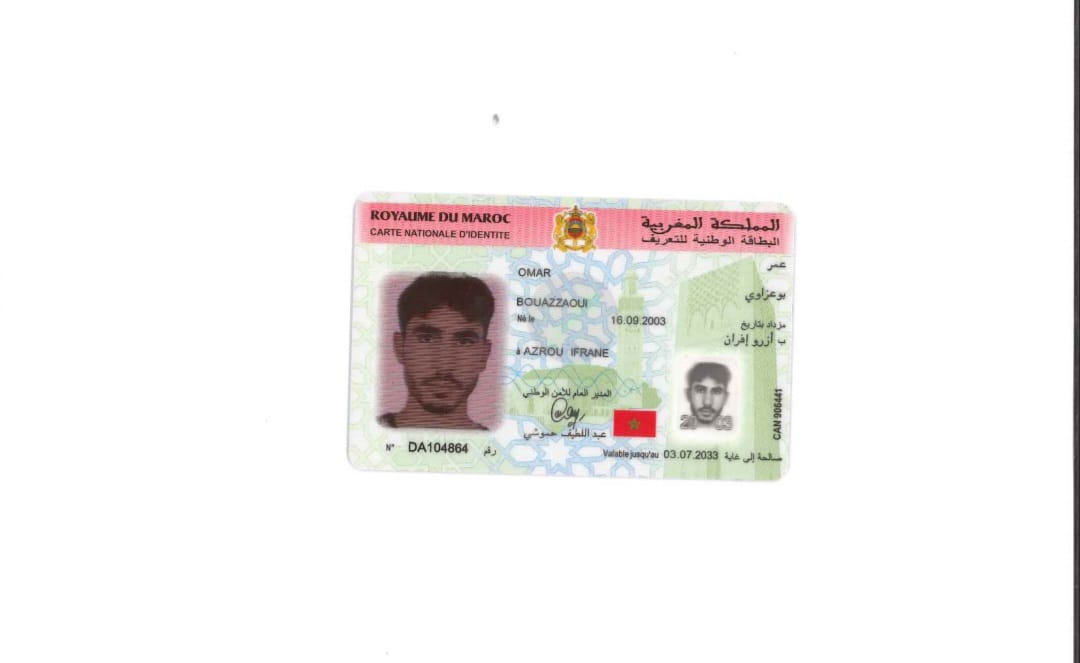 ROYAUME DU MAROC
CARTE NATIONALE D'IDENTITE
المملكة المغربية
البطاقة الوطنية للتعريف
عمر
OMAR
بوعزاوي
BOUAZZAOUI
Né le 16.09.2003 مزداد بتاريخ
ب أزرو إفران
à AZROU IFRANE
المدير العام للأمن الوطني
عبد اللطيف حموشي
20 03
CAN 906441
N° DA104864 رقم
Valable jusqu'au 03.07.2033 صالحة إلى غاية